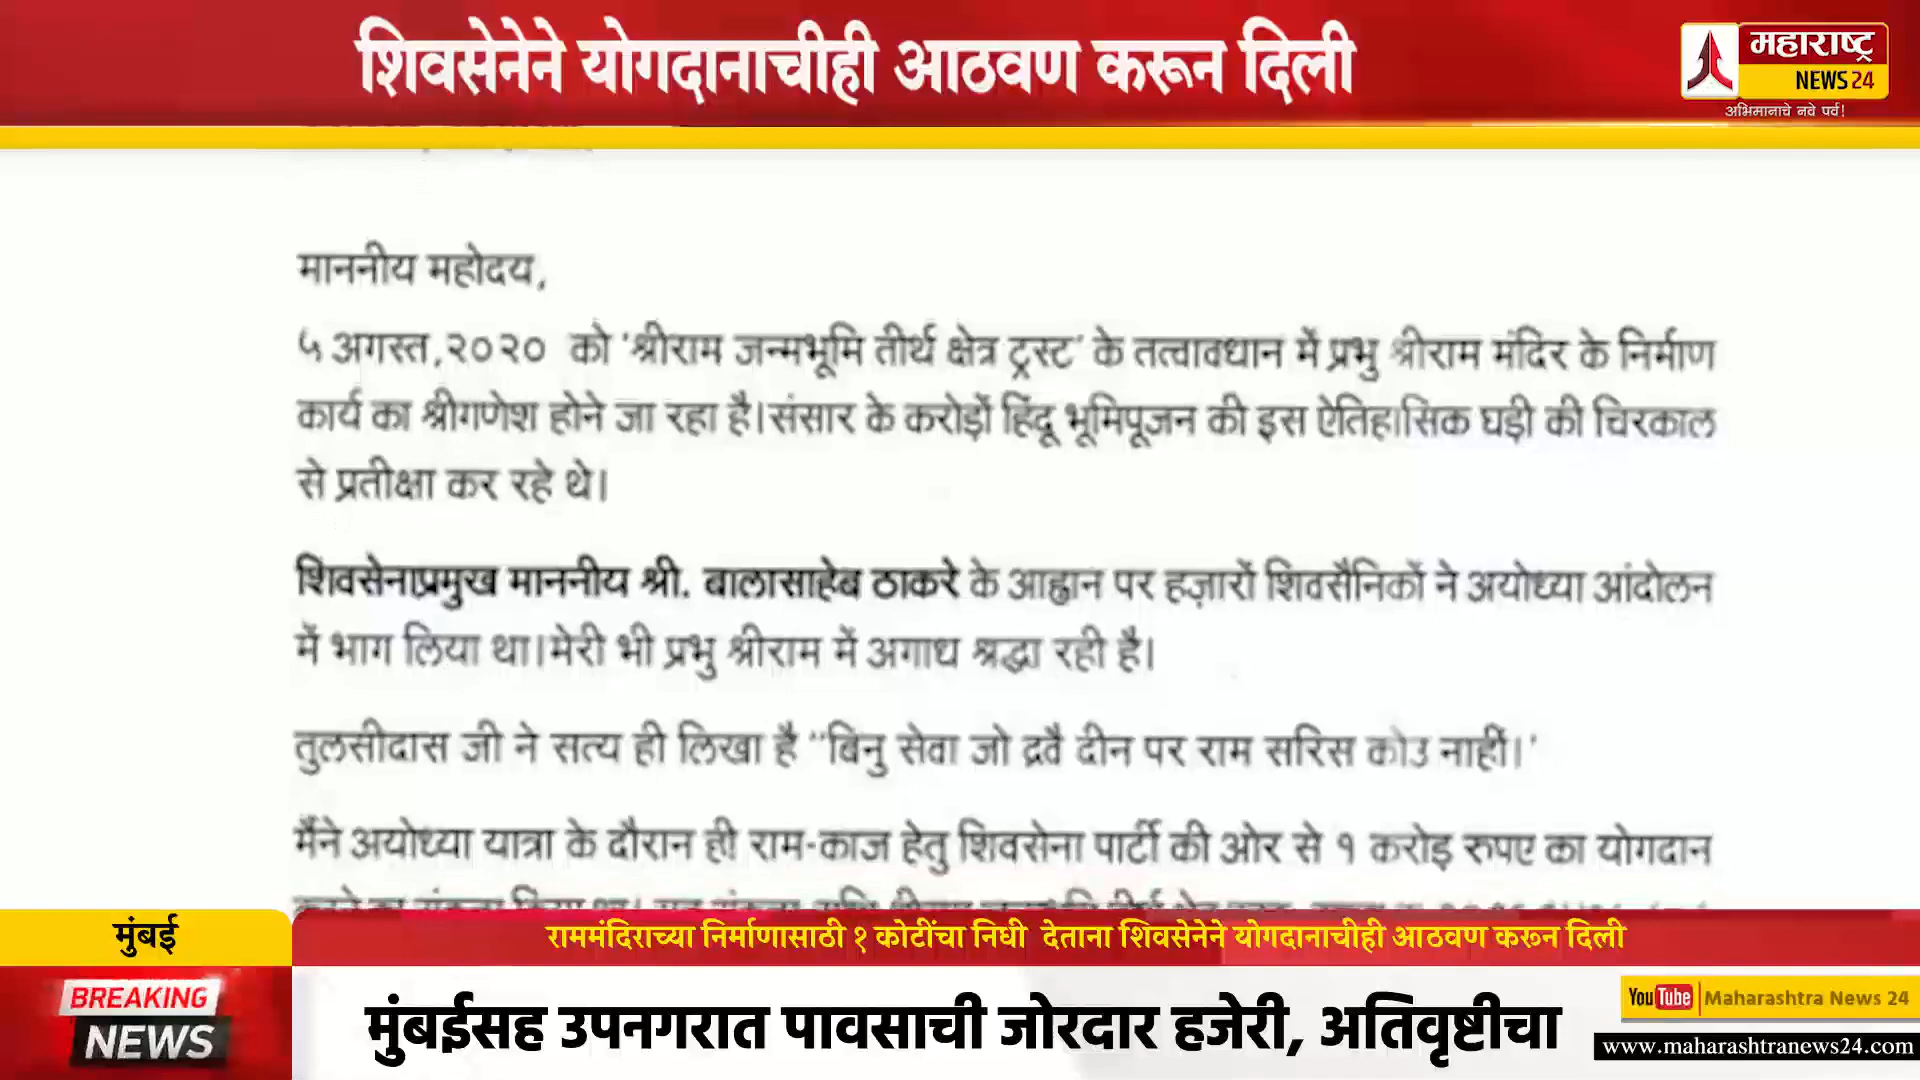 शिवसेनेने योगदानाचीही आठवण करून दिली
महाराष्ट्र
NEWS 24
अभिमानाचे नवे पर्व!
माननीय महोदय,
५ अगस्त,२०२० को 'श्रीराम जन्मभूमि तीर्थ क्षेत्र ट्रस्ट' के तत्वावधान में प्रभु श्रीराम मंदिर के निर्माण
कार्य का श्रीगणेश होने जा रहा है।संसार के करोड़ों हिंदू भूमिपूजन की इस ऐतिहासिक घड़ी की चिरकाल
से प्रतीक्षा कर रहे थे।
शिवसेनाप्रमुख माननीय श्री. बालासाहेब ठाकरे के आह्वान पर हज़ारों शिवसैनिकों ने अयोध्या आंदोलन
में भाग लिया था।मेरी भी प्रभु श्रीराम में अगाध श्रद्धा रही है।
तुलसीदास जी ने सत्य ही लिखा है "बिनु सेवा जो द्रवै दीन पर राम सरिस कोउ नाहीं।'
मैंने अयोध्या यात्रा के दौरान ही राम-काज हेतु शिवसेना पार्टी की ओर से १ करोड़ रुपए का योगदान
मुंबई
राममंदिराच्या निर्माणासाठी १ कोटींचा निधी देताना शिवसेनेने योगदानाचीही आठवण करून दिली
BREAKING
NEWS
मुंबईसह उपनगरात पावसाची जोरदार हजेरी, अतिवृष्टीचा
YouTube Maharashtra News 24
www.maharashtranews24.com